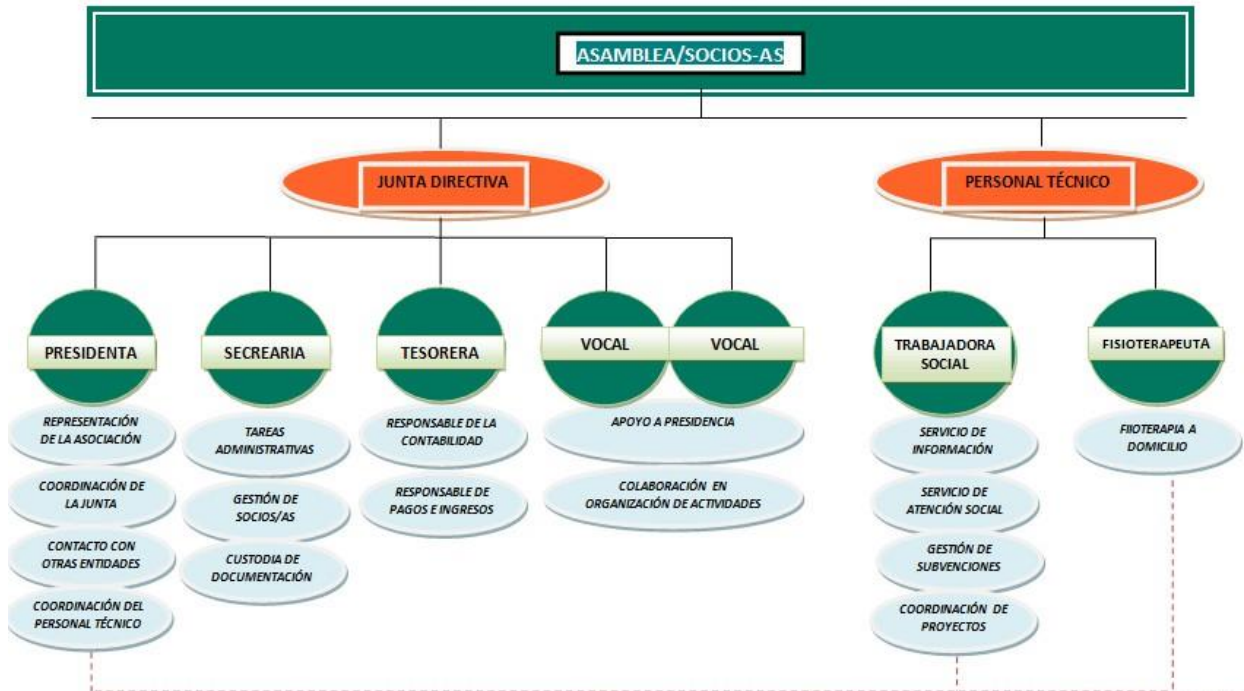 ASAMBLEA/SOCIOS-AS
JUNTA DIRECTIVA
PERSONAL TÉCNICO
PRESIDENTA
SECREARIA
TESORERA
VOCAL
VOCAL
TRABAJADORA
SOCIAL
FISIOTERAPEUTA
REPRESENTACIÓN
DE LA ASOCIACIÓN
COORDINACIÓN DE
LA JUNTA
CONTACTO CON
OTRAS ENTIDADES
COORDINACIÓN DEL
PERSONAL TÉCNICO
TAREAS
ADMINISTRATIVAS
GESTIÓN DE
SOCIOS/AS
CUSTODIA DE
DOCUMENTACIÓN
RESPONSABLE DE LA
CONTABILIDAD
RESPONSABLE DE
PAGOS E INGRESOS
APOYO A PRESIDENCIA
COLABORACIÓN EN
ORGANIZACIÓN DE ACTIVIDADES
SERVICIO DE
INFORMACIÓN
SERVICIO DE
ATENCIÓN SOCIAL
GESTIÓN DE
SUBVENCIONES
COORDINACIÓN DE
PROYECTOS
FIIOTERAPIA A
DOMICILIO